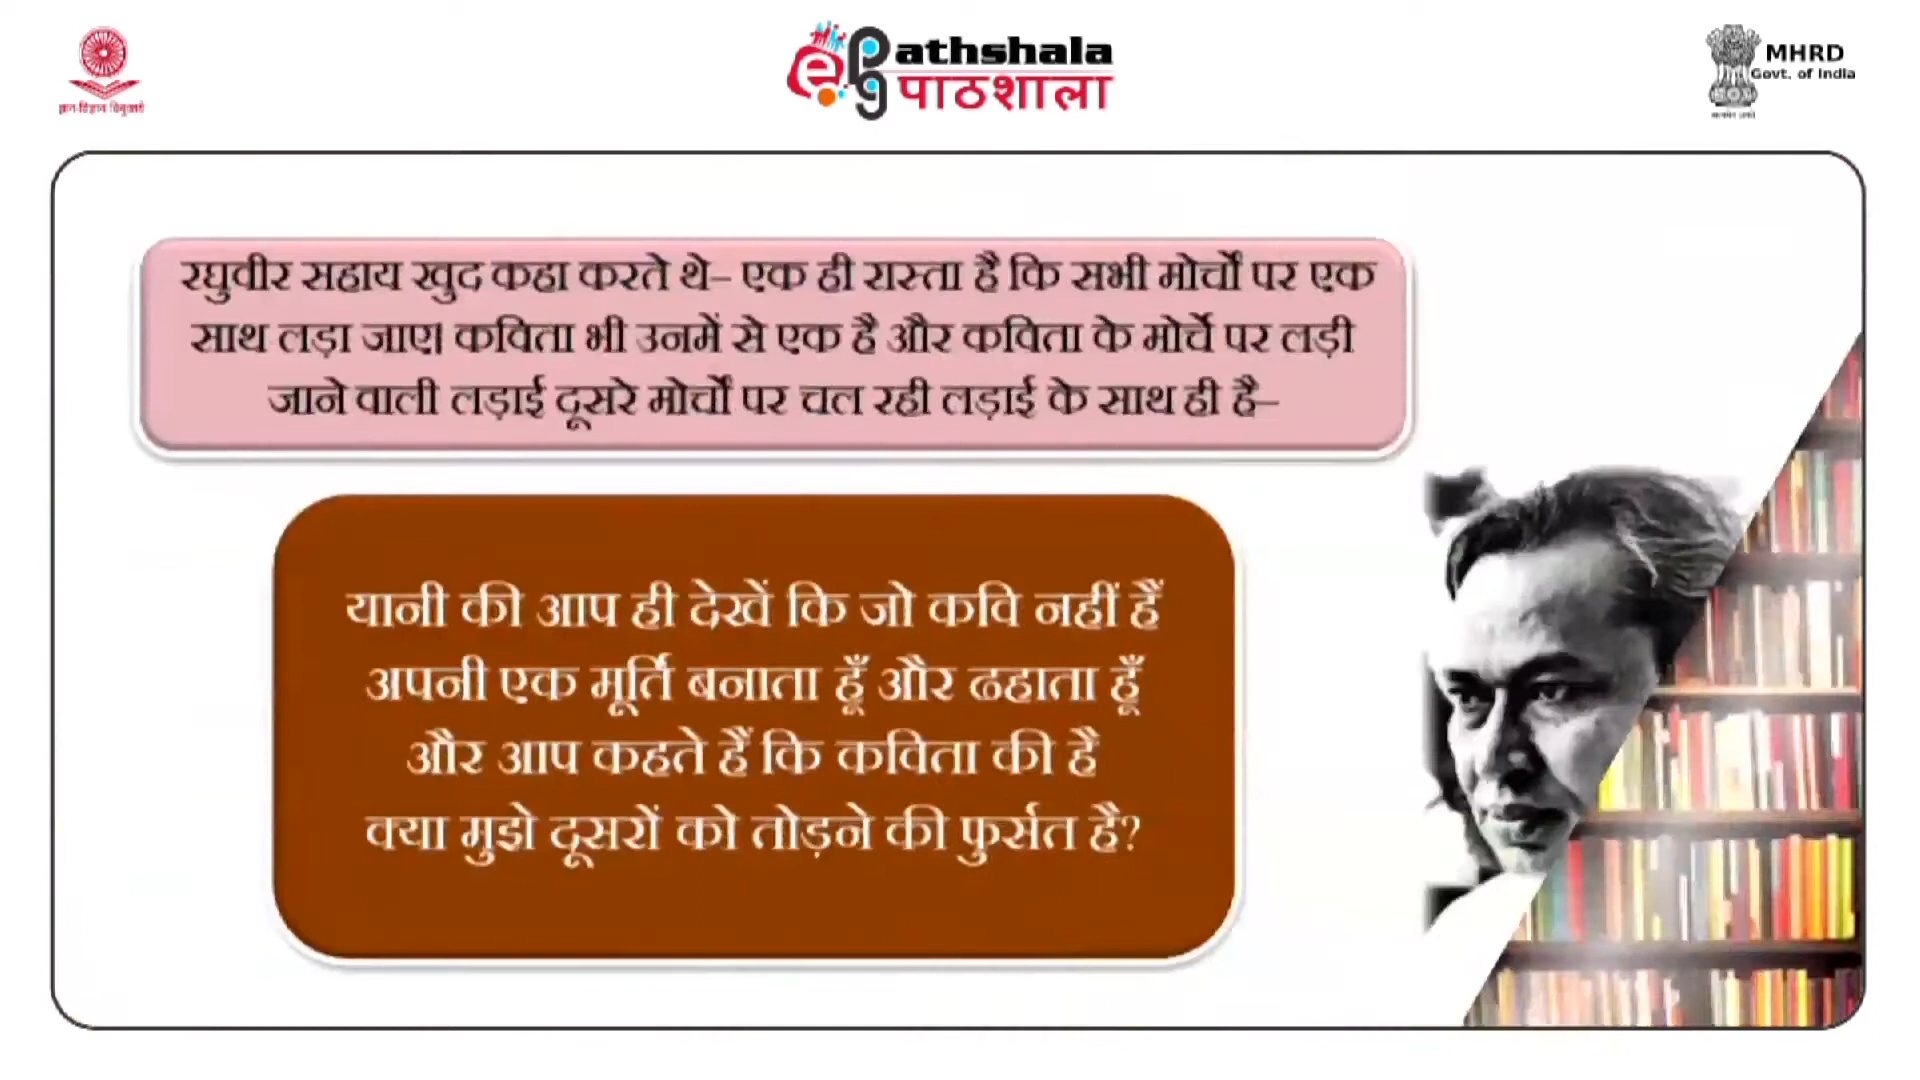 ePathshala
पाठशाला
MHRD
Govt. of India
रघुवीर सहाय खुद कहा करते थे– एक ही रास्ता है कि सभी मोर्चों पर एक
साथ लड़ा जाए। कविता भी उनमें से एक है और कविता के मोर्चे पर लड़ी
जाने वाली लड़ाई दूसरे मोर्चों पर चल रही लड़ाई के साथ ही है–
यानी की आप ही देखें कि जो कवि नहीं हैं
अपनी एक मूर्ति बनाता हूँ और ढहाता हूँ
और आप कहते हैं कि कविता की है
क्या मुझे दूसरों को तोड़ने की फुर्सत है?